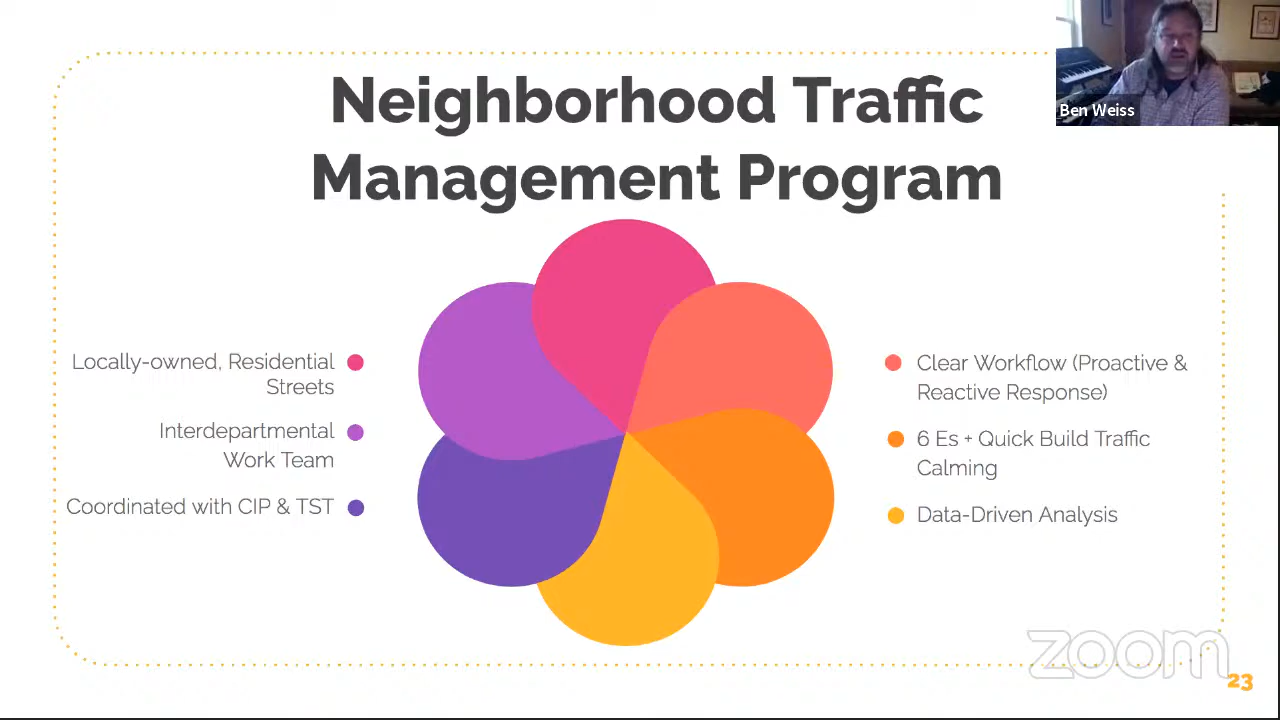 Neighborhood Traffic
Management Program
Ben Weiss
Locally-owned, Residential
Streets
Interdepartmental
Work Team
Coordinated with CIP & TST
Clear Workflow (Proactive &
Reactive Response)
6 Es + Quick Build Traffic
Calming
Data-Driven Analysis
zoom
23